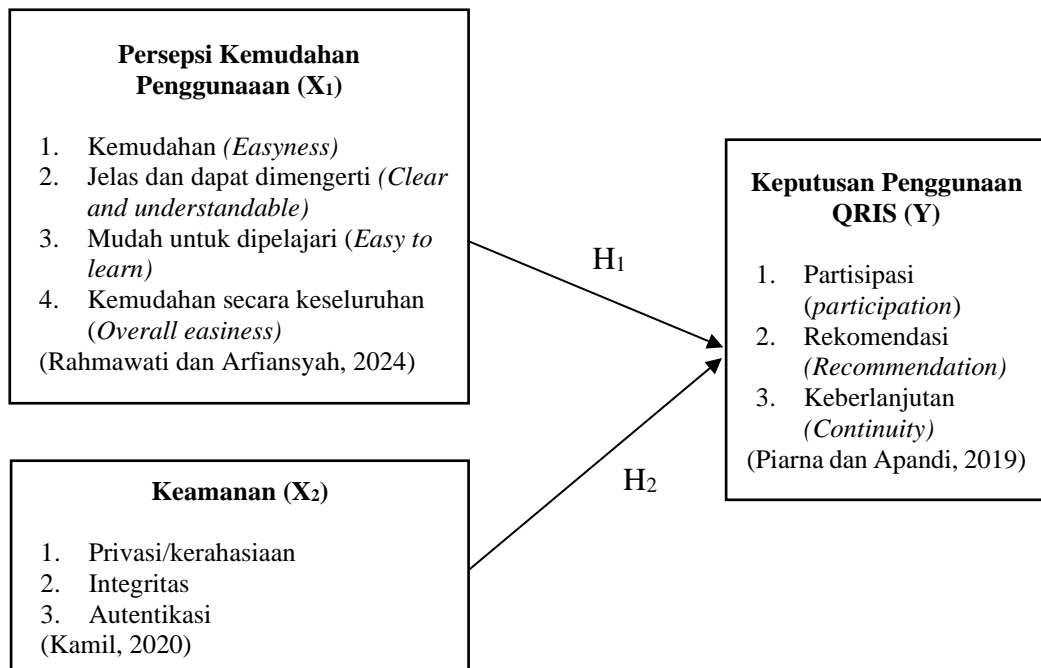 Persepsi Kemudahan
Penggunaaan (X₁)
1. Kemudahan (Easyness)
2. Jelas dan dapat dimengerti (Clear
and understandable)
3. Mudah untuk dipelajari (Easy to
learn)
4. Kemudahan secara keseluruhan
(Overall easiness)
(Rahmawati dan Arfiansyah, 2024)
H₁
Keputusan Penggunaan
QRIS (Y)
1. Partisipasi
(participation)
2. Rekomendasi
(Recommendation)
3. Keberlanjutan
(Continuity)
(Piarna dan Apandi, 2019)
H₂
Keamanan (X₂)
1. Privasi/kerahasiaan
2. Integritas
3. Autentikasi
(Kamil, 2020)